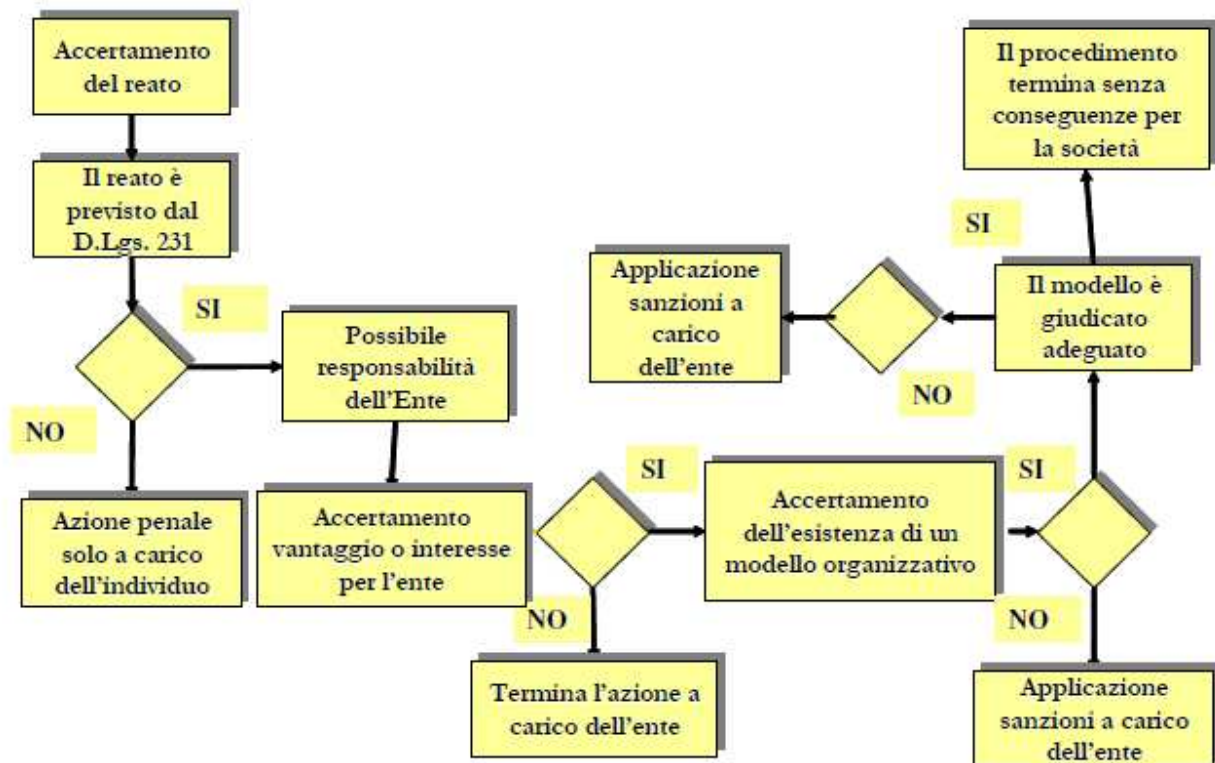 Accertamento
del reato
Il reato è
previsto dal
D.Lgs. 231
SI
NO
Azione penale
solo a carico
dell'individuo
Possibile
responsabilità
dell'Ente
Accertamento
vantaggio o interesse
per l'ente
SI
NO
Termina l'azione a
carico dell'ente
Accertamento
dell'esistenza di un
modello organizzativo
SI
NO
Applicazione
sanzioni a carico
dell'ente
Il modello è
giudicato
adeguato
SI
NO
Il procedimento
termina senza
conseguenze per
la società
Applicazione
sanzioni a
carico
dell'ente